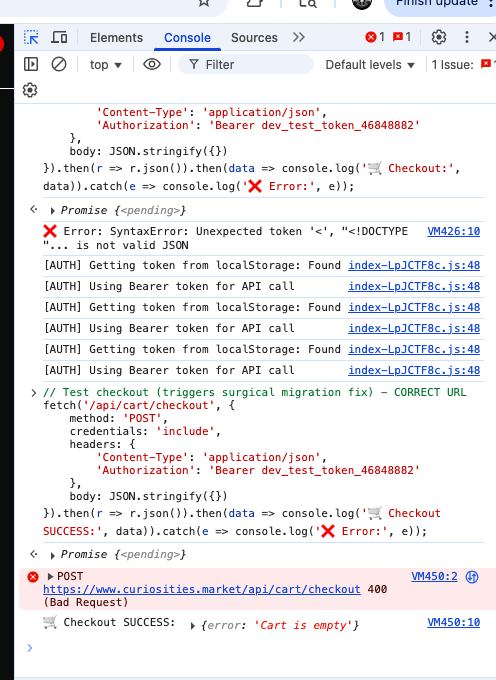 Finish update
Elements Console Sources 1 1
top Filter Default levels 1 Issue: 1
'Content-Type': 'application/json',
'Authorization': 'Bearer dev_test_token_46848882'
},
body: JSON.stringify({})
}).then(r => r.json()).then(data => console.log('🛒 Checkout:',
data)).catch(e => console.log('❌ Error:', e));
Promise {<pending>}
❌ Error: SyntaxError: Unexpected token '<', "<!DOCTYPE VM426:10
"... is not valid JSON
[AUTH] Getting token from localStorage: Found index-LpJCTF8c.js:48
[AUTH] Using Bearer token for API call index-LpJCTF8c.js:48
[AUTH] Getting token from localStorage: Found index-LpJCTF8c.js:48
[AUTH] Using Bearer token for API call index-LpJCTF8c.js:48
[AUTH] Getting token from localStorage: Found index-LpJCTF8c.js:48
[AUTH] Using Bearer token for API call index-LpJCTF8c.js:48
// Test checkout (triggers surgical migration fix) - CORRECT URL
fetch('/api/cart/checkout', {
method: 'POST',
credentials: 'include',
headers: {
'Content-Type': 'application/json',
'Authorization': 'Bearer dev_test_token_46848882'
},
body: JSON.stringify({})
}).then(r => r.json()).then(data => console.log('🛒 Checkout
SUCCESS:', data)).catch(e => console.log('❌ Error:', e));
Promise {<pending>}
POST VM450:2
https://www.curiosities.market/api/cart/checkout 400
(Bad Request)
🛒 Checkout SUCCESS: {error: 'Cart is empty'} VM450:10